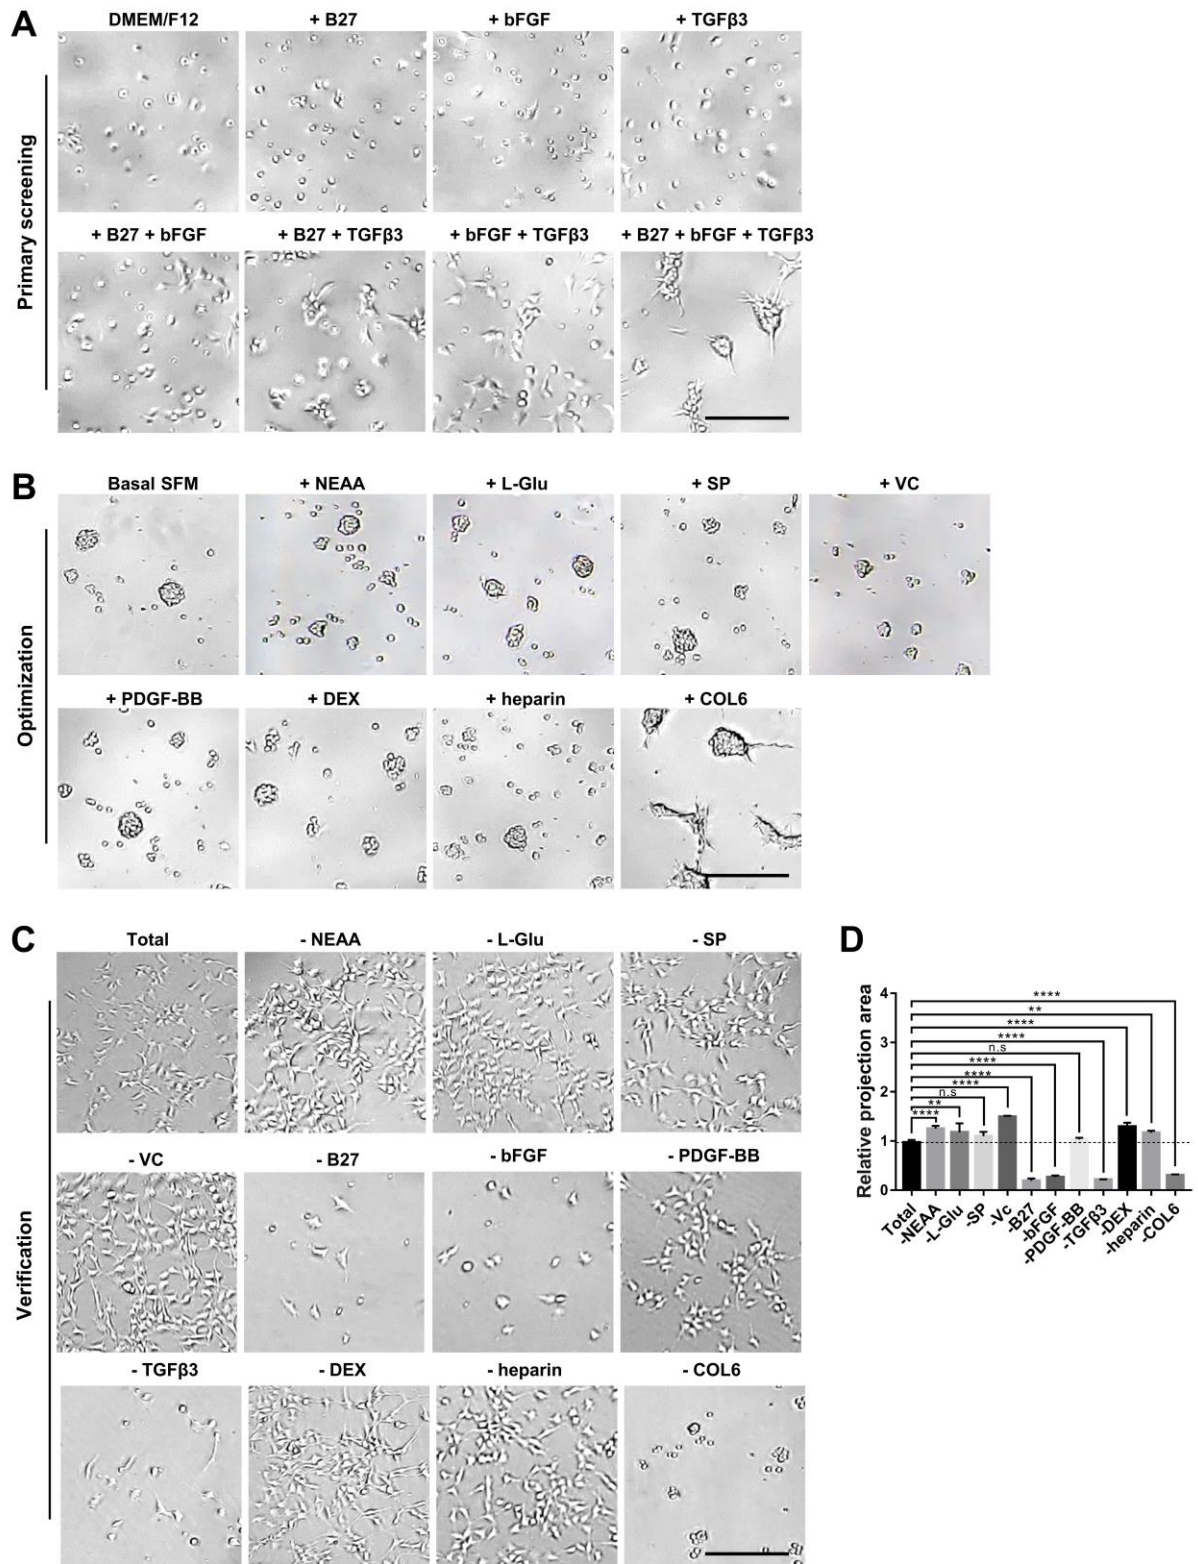 A
DMEM/F12 + B27 + bFGF + TGFβ3
Primary screening
+ B27 + bFGF + B27 + TGFβ3 + bFGF + TGFβ3 + B27 + bFGF + TGFβ3
B
Basal SFM + NEAA + L-Glu + SP + VC
Optimization
+ PDGF-BB + DEX + heparin + COL6
C
Total - NEAA - L-Glu - SP
Verification
- VC - B27 - bFGF - PDGF-BB
- TGFβ3 - DEX - heparin - COL6
D
Relative projection area
4
3
2
1
0
****
**
****
****
n.s
****
****
****
n.s
**
****
Total
-NEAA
-L-Glu
-SP
-Vc
-B27
-bFGF
-PDGF-BB
-TGFβ3
-DEX
-heparin
-COL6